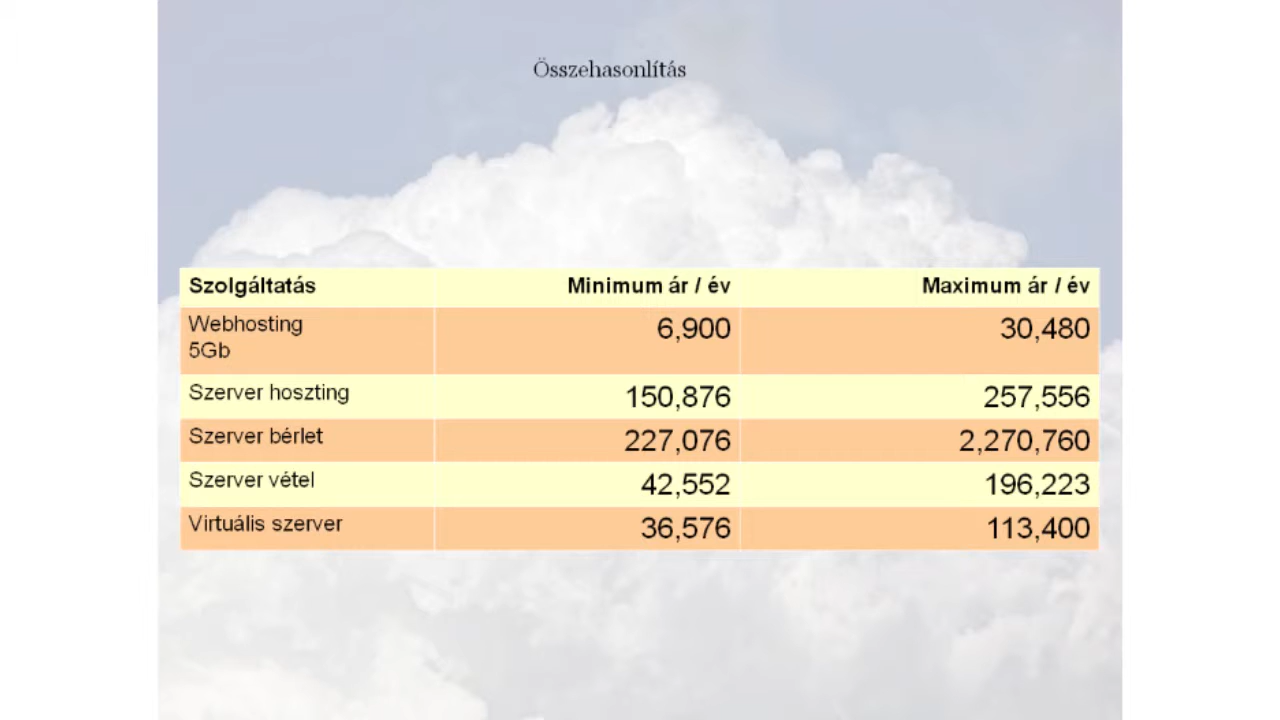 Összehasonlítás
Szolgáltatás Minimum ár / év Maximum ár / év
Webhosting 6,900 30,480
5Gb
Szerver hoszting 150,876 257,556
Szerver bérlet 227,076 2,270,760
Szerver vétel 42,552 196,223
Virtuális szerver 36,576 113,400